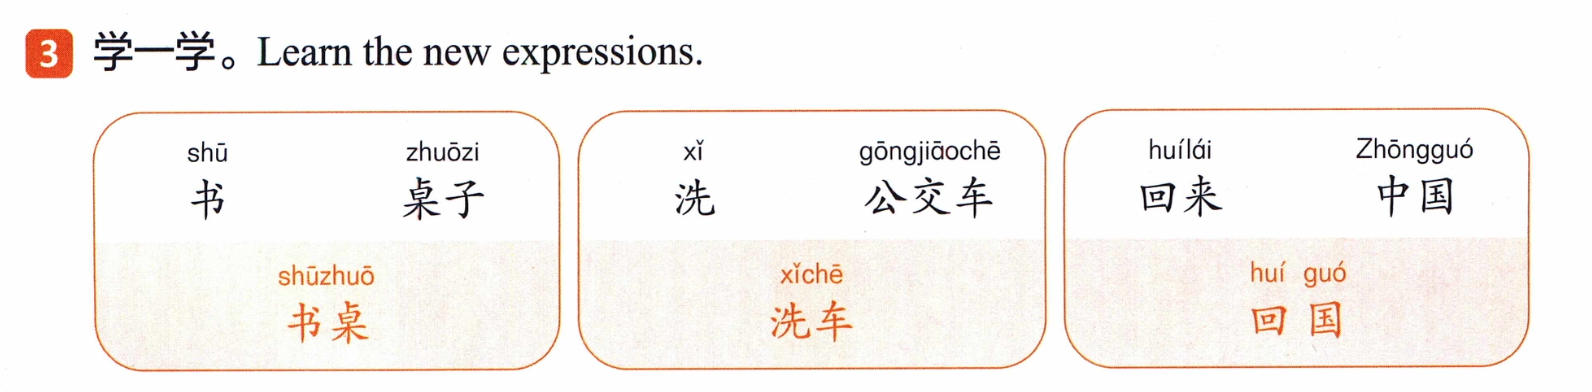 3 学一学。Learn the new expressions.
shū zhuōzi
书 桌子
shūzhuō
书桌
xǐ gōngjiāochē
洗 公交车
xǐchē
洗车
huílái Zhōngguó
回来 中国
huí guó
回 国